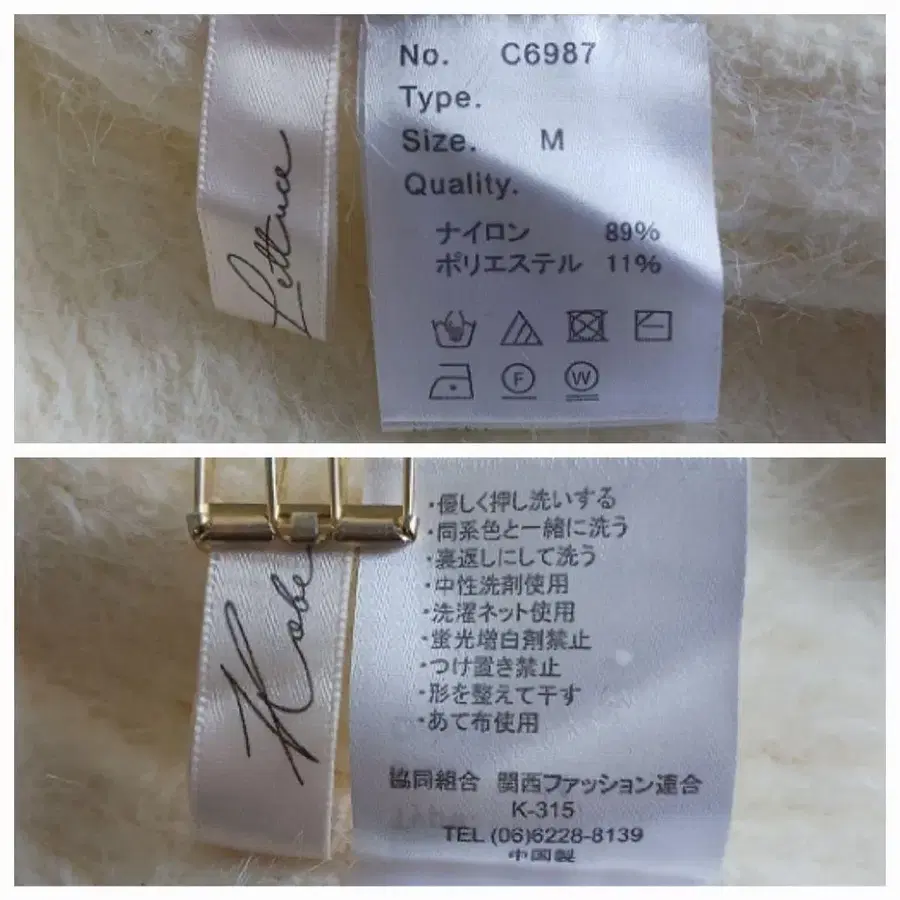 Lettuce
No. C6987
Type.
Size. M
Quality.
ナイロン 89%
ポリエステル 11%
F W
Robe
・優しく押し洗いする
・同系色と一緒に洗う
・裏返しにして洗う
・中性洗剤使用
・洗濯ネット使用
・蛍光増白剤禁止
・つけ置き禁止
・形を整えて干す
・あて布使用
協同組合 関西ファッション連合
K-315
TEL (06)6228-8139
中国製